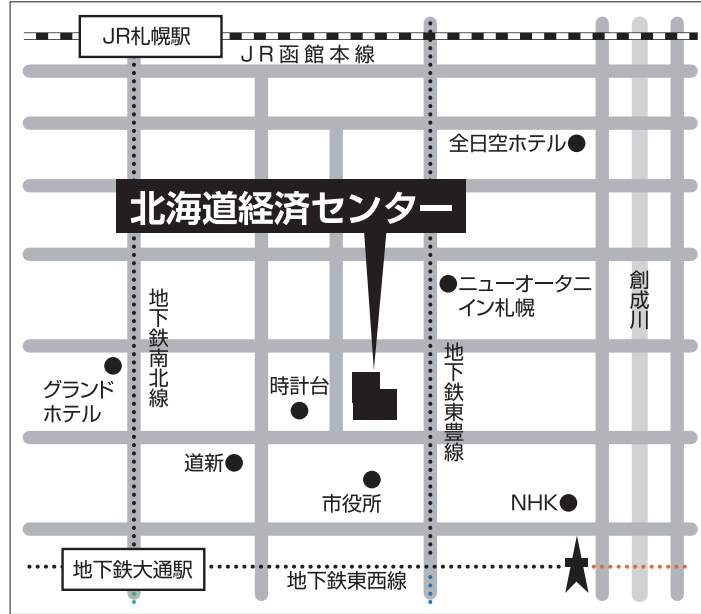 JR札幌駅
JR函館本線
全日空ホテル
北海道経済センター
ニューオータニ
イン札幌
創成川
地下鉄南北線
地下鉄東豊線
グランド
ホテル
時計台
道新
市役所
NHK
地下鉄大通駅
地下鉄東西線